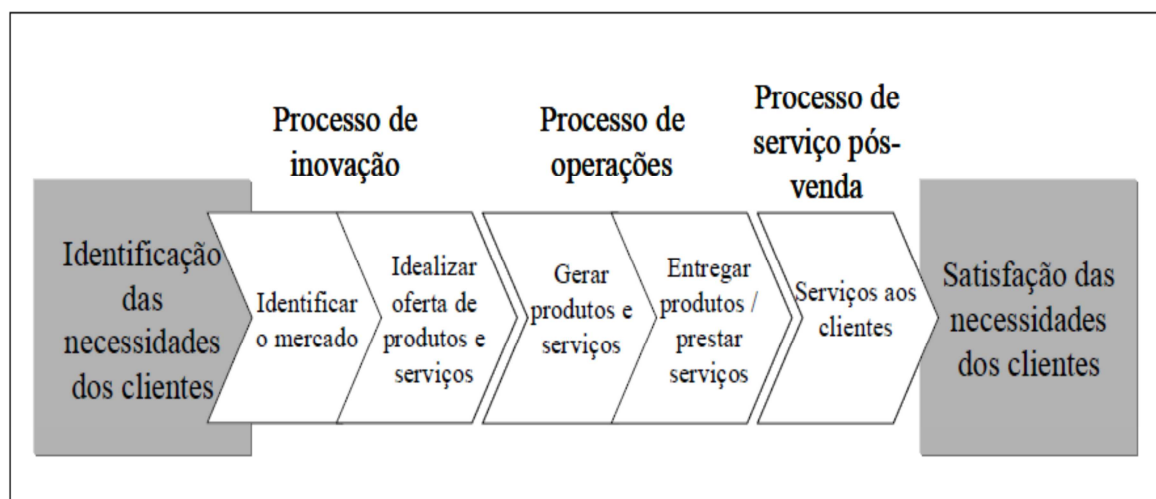 Processo de
inovação
Processo de
operações
Processo de
serviço pós-
venda
Identificação
das
necessidades
dos clientes
Identificar
o mercado
Idealizar
oferta de
produtos e
serviços
Gerar
produtos e
serviços
Entregar
produtos /
prestar
serviços
Serviços aos
clientes
Satisfação das
necessidades
dos clientes